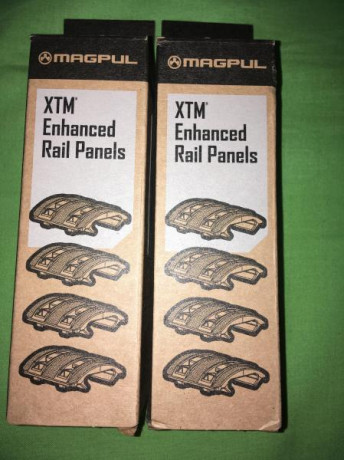 MAGPUL
XTM®
Enhanced
Rail Panels
MAGPUL
XTM®
Enhanced
Rail Panels